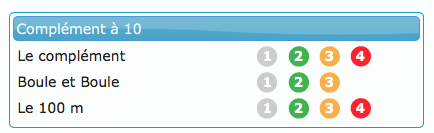 Complément à 10
Le complément 1 2 3 4
Boule et Boule 1 2 3
Le 100 m 1 2 3 4